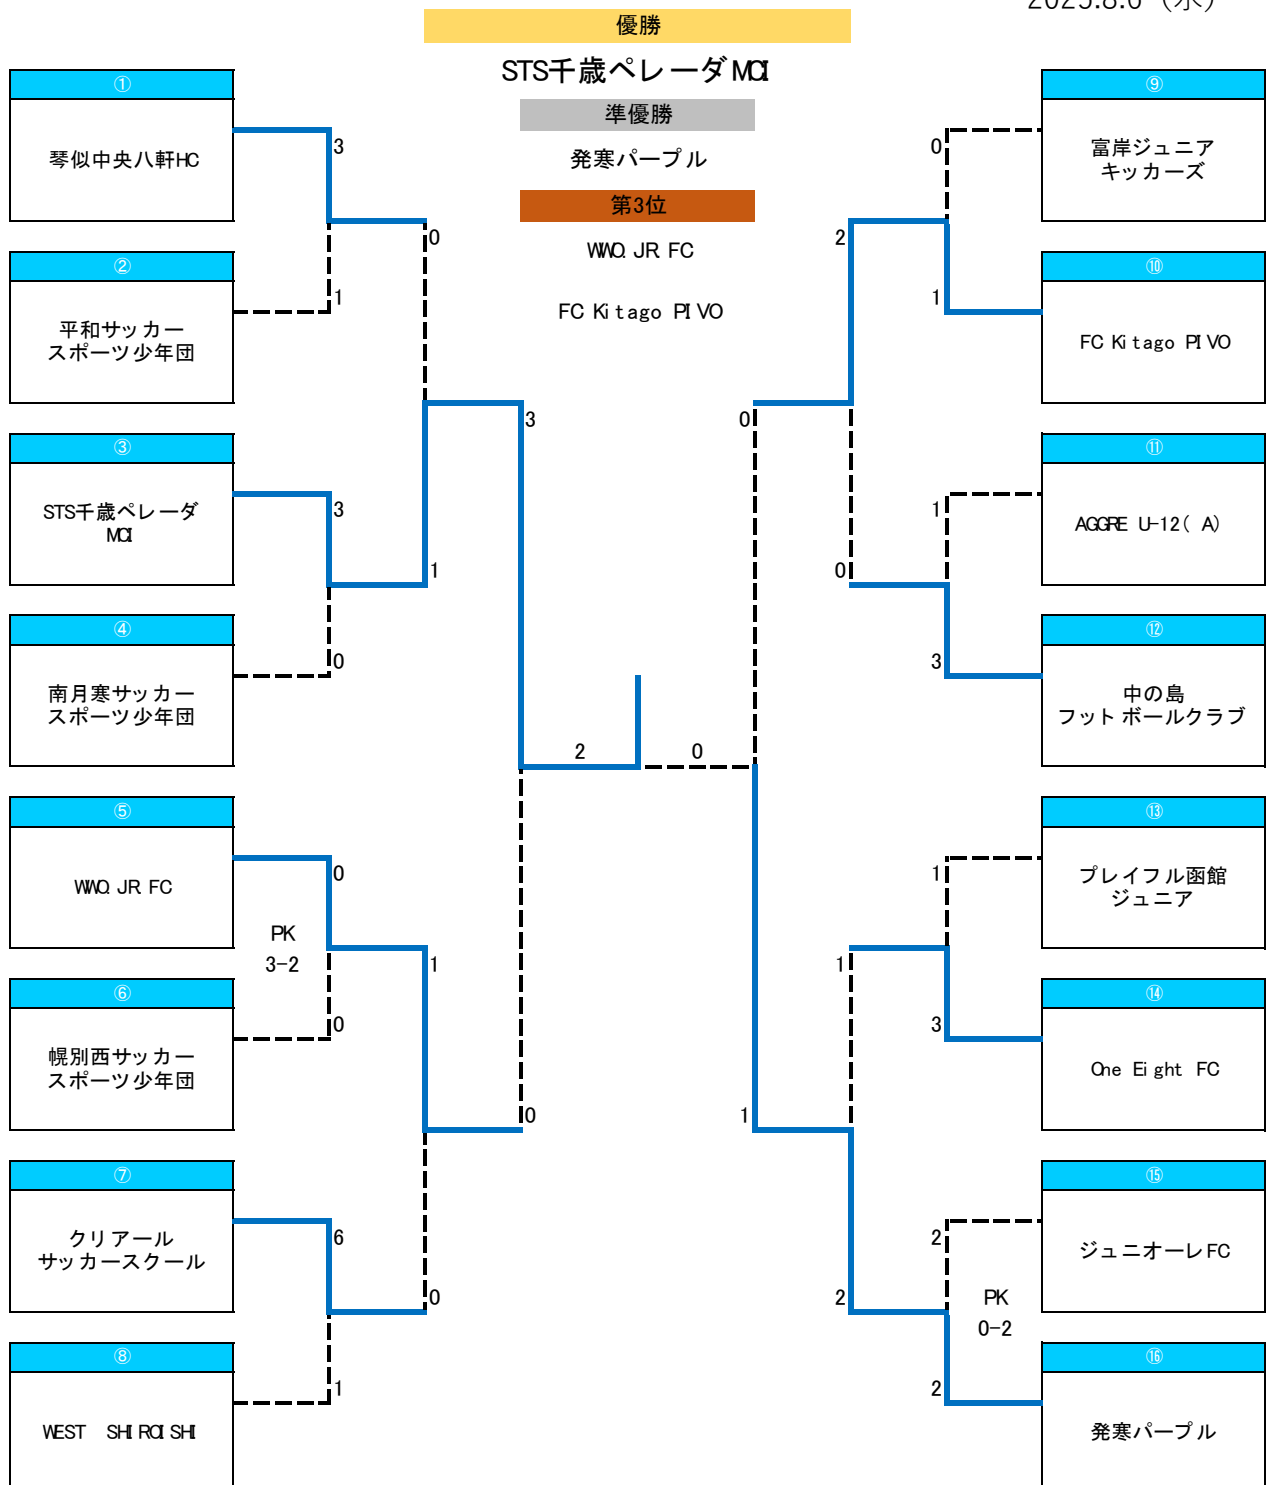 2025.8.6（水）
優勝
STS千歳ペレーダMCI
準優勝
発寒パープル
第3位
WWO.JR FC
FC Kitago PIVO
①
琴似中央八軒HC
②
平和サッカー
スポーツ少年団
③
STS千歳ペレーダ
MCI
④
南月寒サッカー
スポーツ少年団
⑤
WWO.JR FC
⑥
幌別西サッカー
スポーツ少年団
⑦
クリアール
サッカースクール
⑧
WEST SHIROISHI
3
1
3
0
0
PK
3-2
0
6
1
0
1
1
0
3
0
2
0
0
1
2
0
1
2
0
1
1
3
1
3
2
PK
0-2
2
⑨
富岸ジュニア
キッカーズ
⑩
FC Kitago PIVO
⑪
AGGRE U-12(A)
⑫
中の島
フットボールクラブ
⑬
プレイフル函館
ジュニア
⑭
One Eight FC
⑮
ジュニオーレFC
⑯
発寒パープル